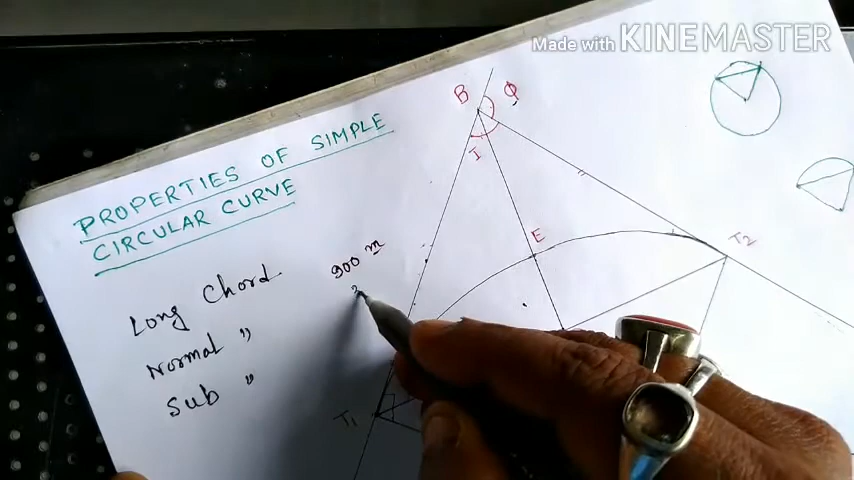 Made with KINEMASTER
PROPERTIES OF SIMPLE
CIRCULAR CURVE
B
Φ
I
E
T2
Long Chord 900 m
Normal "
Sub "
T1